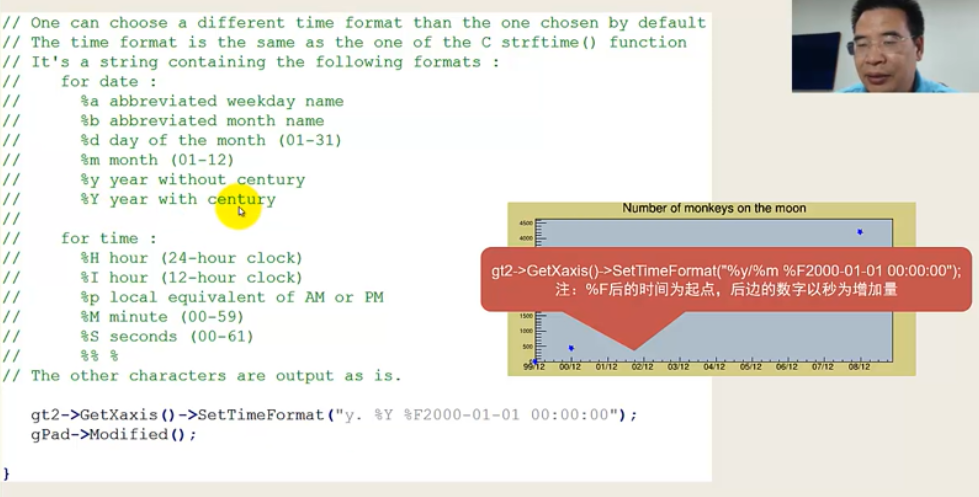 // One can choose a different time format than the one chosen by default
// The time format is the same as the one of the C strftime() function
// It's a string containing the following formats :
// for date :
// %a abbreviated weekday name
// %b abbreviated month name
// %d day of the month (01-31)
// %m month (01-12)
// %y year without century
// %Y year with century
//
// for time :
// %H hour (24-hour clock)
// %I hour (12-hour clock)
// %p local equivalent of AM or PM
// %M minute (00-59)
// %S seconds (00-61)
// %% %
// The other characters are output as is.
gt2->GetXaxis()->SetTimeFormat("y. %Y %F2000-01-01 00:00:00");
gPad->Modified();
}
Number of monkeys on the moon
4500
4000
gt2->GetXaxis()->SetTimeFormat("%y/%m %F2000-01-01 00:00:00");
注：%F后的时间为起点，后边的数字以秒为增加量
1500
1000
500
0
99/12 00/12 01/12 02/12 03/12 04/12 05/12 06/12 07/12 08/12